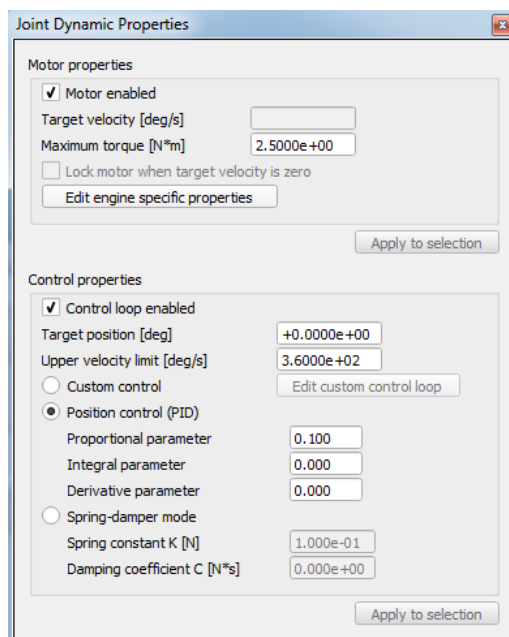 Joint Dynamic Properties
Motor properties
Motor enabled
Target velocity [deg/s]
Maximum torque [N*m] 2.5000e+00
Lock motor when target velocity is zero
Edit engine specific properties
Apply to selection
Control properties
Control loop enabled
Target position [deg] +0.0000e+00
Upper velocity limit [deg/s] 3.6000e+02
Custom control Edit custom control loop
Position control (PID)
Proportional parameter 0.100
Integral parameter 0.000
Derivative parameter 0.000
Spring-damper mode
Spring constant K [N] 1.000e-01
Damping coefficient C [N*s] 0.000e+00
Apply to selection